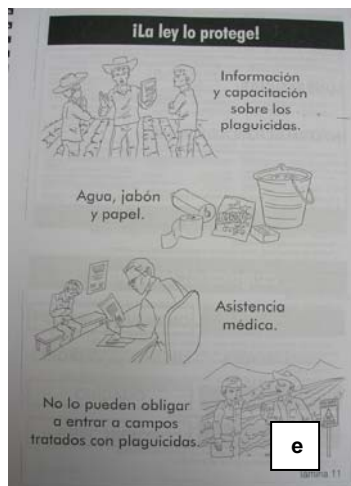 ¡La ley lo protege!
Información
y capacitación
sobre los
plaguicidas.
Agua, jabón
y papel.
Asistencia
médica.
No lo pueden obligar
a entrar a campos
tratados con plaguicidas.
e
lámina 11